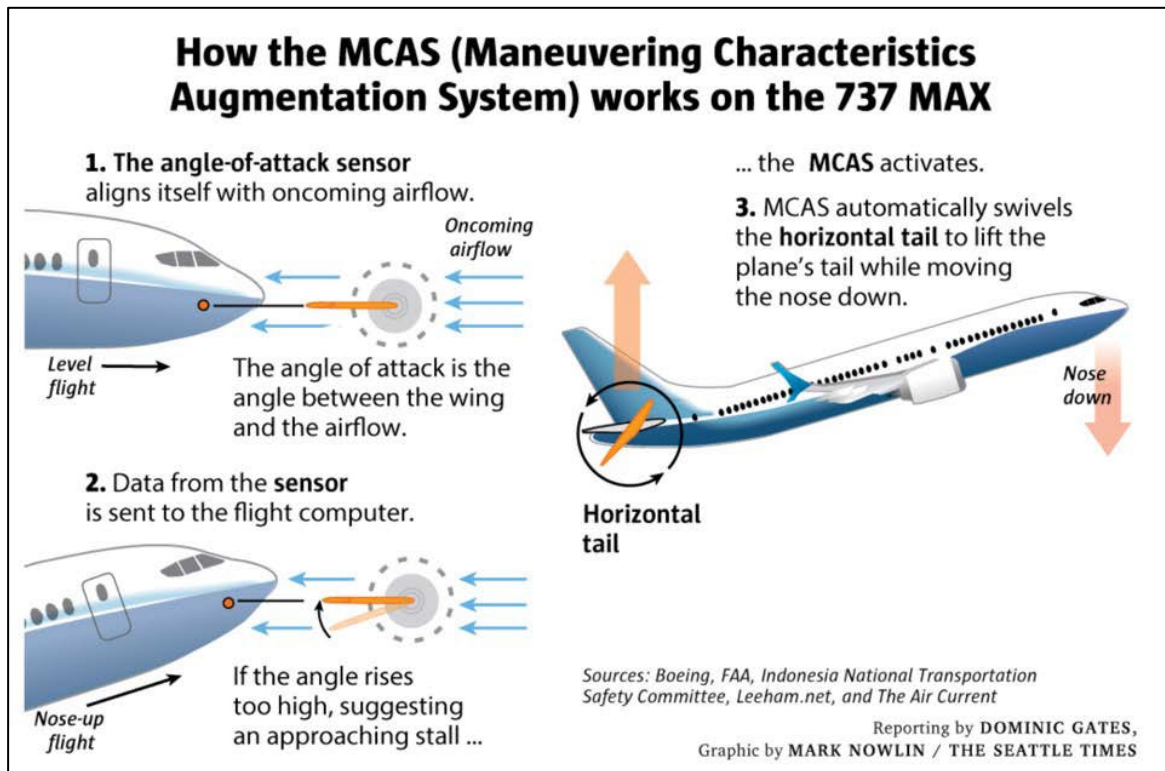 How the MCAS (Maneuvering Characteristics
Augmentation System) works on the 737 MAX
1. The angle-of-attack sensor
aligns itself with oncoming airflow.
Oncoming
airflow
Level
flight
The angle of attack is the
angle between the wing
and the airflow.
2. Data from the sensor
is sent to the flight computer.
Nose-up
flight
If the angle rises
too high, suggesting
an approaching stall ...
... the MCAS activates.
3. MCAS automatically swivels
the horizontal tail to lift the
plane's tail while moving
the nose down.
Nose
down
Horizontal
tail
Sources: Boeing, FAA, Indonesia National Transportation
Safety Committee, Leeham.net, and The Air Current
Reporting by DOMINIC GATES,
Graphic by MARK NOWLIN / THE SEATTLE TIMES